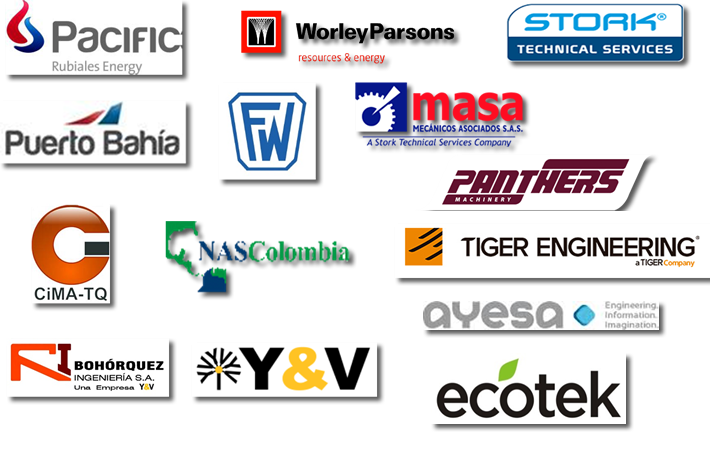 Pacific
Rubiales Energy
WorleyParsons
resources & energy
STORK®
TECHNICAL SERVICES
Puerto Bahía
FW
masa
MECÁNICOS ASOCIADOS S.A.S.
A Stork Technical Services Company
PANTHERS
MACHINERY
CiMA-TQ
NASColombia
TIGER ENGINEERING®
a TIGER Company
ayesa
Engineering.
Information.
Imagination.
BOHÓRQUEZ
INGENIERÍA S.A.
Una Empresa Y&V
Y&V
ecotek